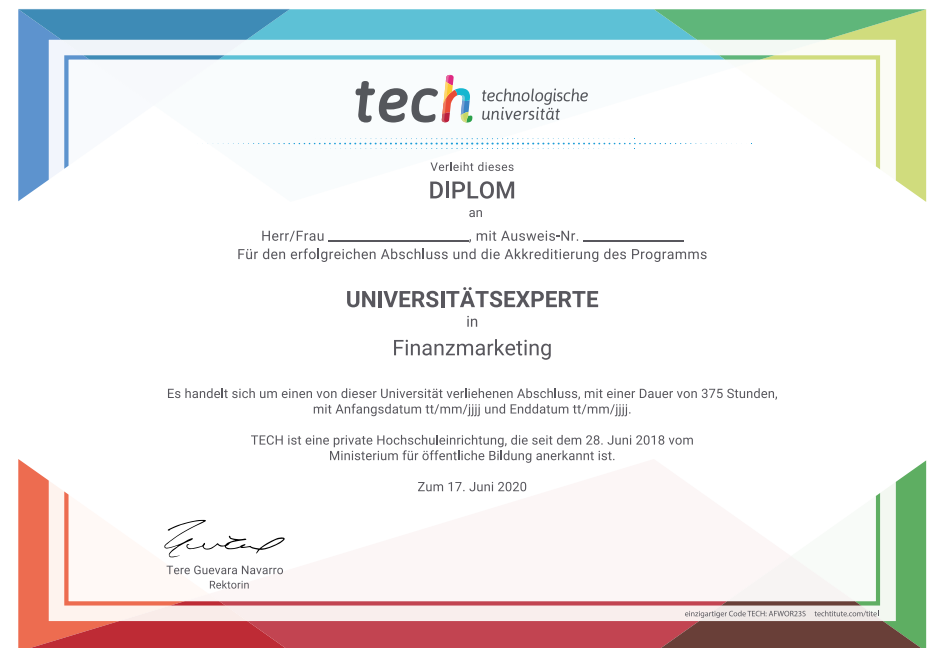 tech technologische
universität
Verleiht dieses
DIPLOM
an
Herr/Frau ____________________, mit Ausweis-Nr. ______________
Für den erfolgreichen Abschluss und die Akkreditierung des Programms
UNIVERSITÄTSEXPERTE
in
Finanzmarketing
Es handelt sich um einen von dieser Universität verliehenen Abschluss, mit einer Dauer von 375 Stunden,
mit Anfangsdatum tt/mm/jjjj und Enddatum tt/mm/jjjj.
TECH ist eine private Hochschuleinrichtung, die seit dem 28. Juni 2018 vom
Ministerium für öffentliche Bildung anerkannt ist.
Zum 17. Juni 2020
Tere Guevara Navarro
Rektorin
einzigartiger Code TECH: AFWOR23S techtitute.com/titel